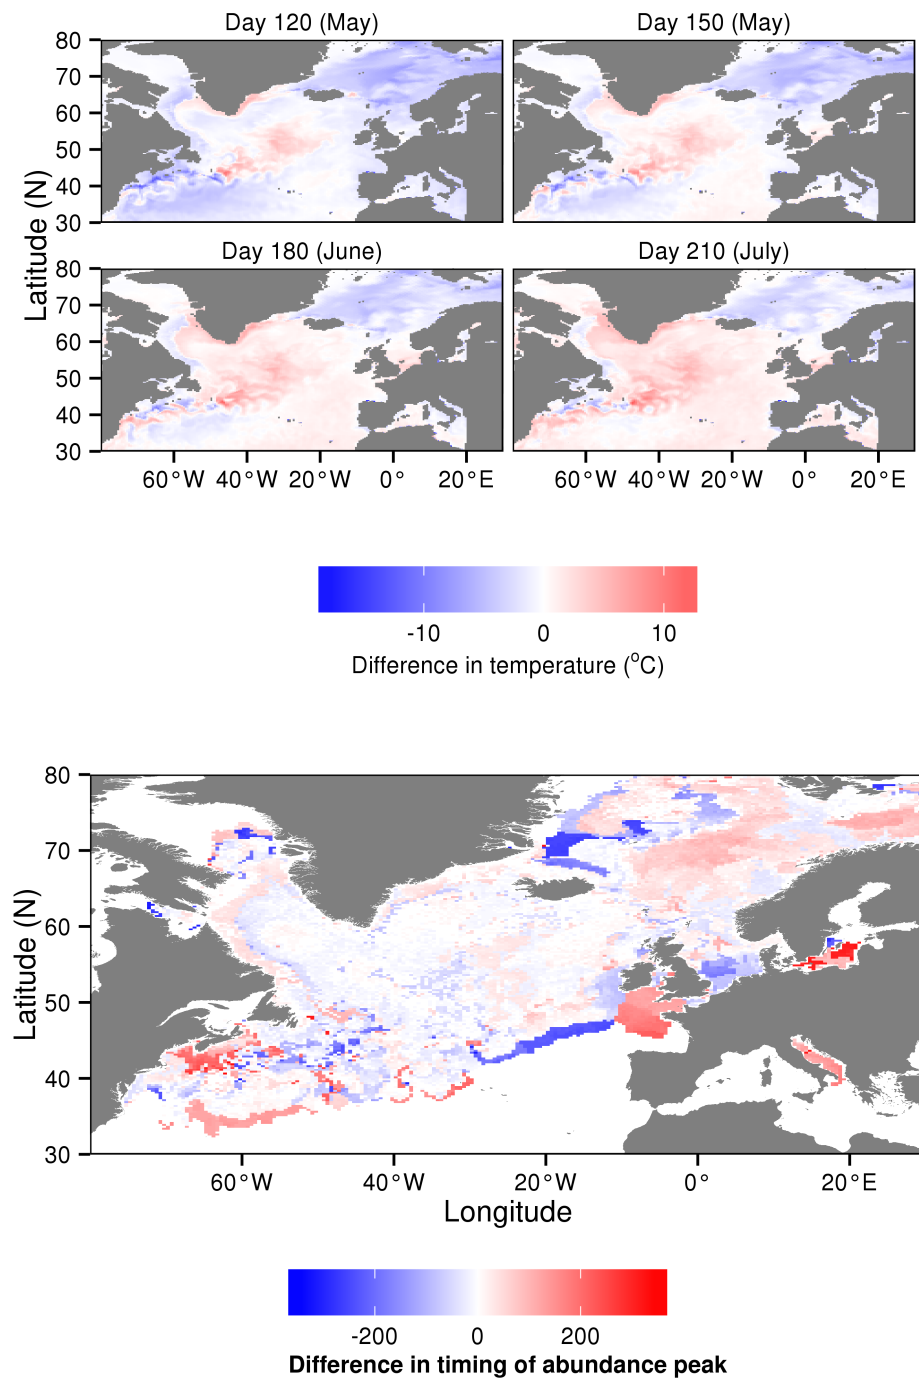 Day 120 (May) Day 150 (May)
80
70
60
50
40
30
Day 180 (June) Day 210 (July)
80
70
60
50
40
30
Latitude (N)
60°W 40°W 20°W 0° 20°E 60°W 40°W 20°W 0° 20°E
-10 0 10
Difference in temperature (°C)
80
70
60
50
40
30
Latitude (N)
60°W 40°W 20°W 0° 20°E
Longitude
-200 0 200
Difference in timing of abundance peak